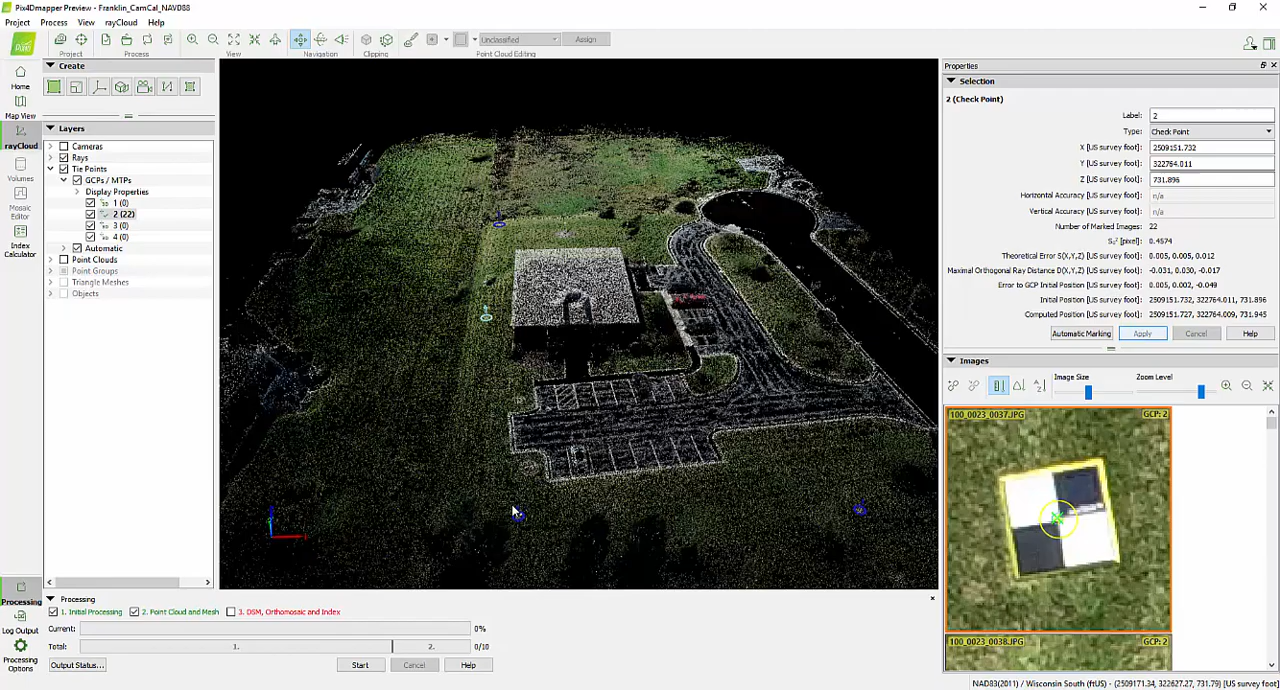 Pix4Dmapper Preview - Franklin_CamCal_NAVD88
Project Process View rayCloud Help
Unclassified Assign
Project Process View Navigation Clipping Point Cloud Editing
Home
Map View
rayCloud
Volumes
Mosaic Editor
Index Calculator
Processing
Log Output
Processing Options
Create
Layers
Cameras
Rays
Tie Points
GCPs / MTPs
Display Properties
1 (0)
2 (22)
3 (0)
4 (0)
Automatic
Point Clouds
Point Groups
Triangle Meshes
Objects
Processing
1. Initial Processing 2. Point Cloud and Mesh 3. DSM, Orthomosaic and Index
Current: 0%
Total: 1. 2. 0/10
Output Status... Start Cancel Help
Properties
Selection
2 (Check Point)
Label: 2
Type: Check Point
X [US survey foot]: 2509151.732
Y [US survey foot]: 322764.011
Z [US survey foot]: 731.896
Horizontal Accuracy [US survey foot]: n/a
Vertical Accuracy [US survey foot]: n/a
Number of Marked Images: 22
S₀² [pixel]: 0.4574
Theoretical Error S(X,Y,Z) [US survey foot]: 0.005, 0.005, 0.012
Maximal Orthogonal Ray Distance D(X,Y,Z) [US survey foot]: -0.031, 0.030, -0.017
Error to GCP Initial Position [US survey foot]: 0.005, 0.002, -0.049
Initial Position [US survey foot]: 2509151.732, 322764.011, 731.896
Computed Position [US survey foot]: 2509151.727, 322764.009, 731.945
Automatic Marking Apply Cancel Help
Images
Image Size Zoom Level
100_0023_0037.JPG GCP: 2
100_0023_0038.JPG GCP: 2
NAD83(2011) / Wisconsin South (ftUS) - (2509171.34, 322627.27, 731.79) [US survey foot]